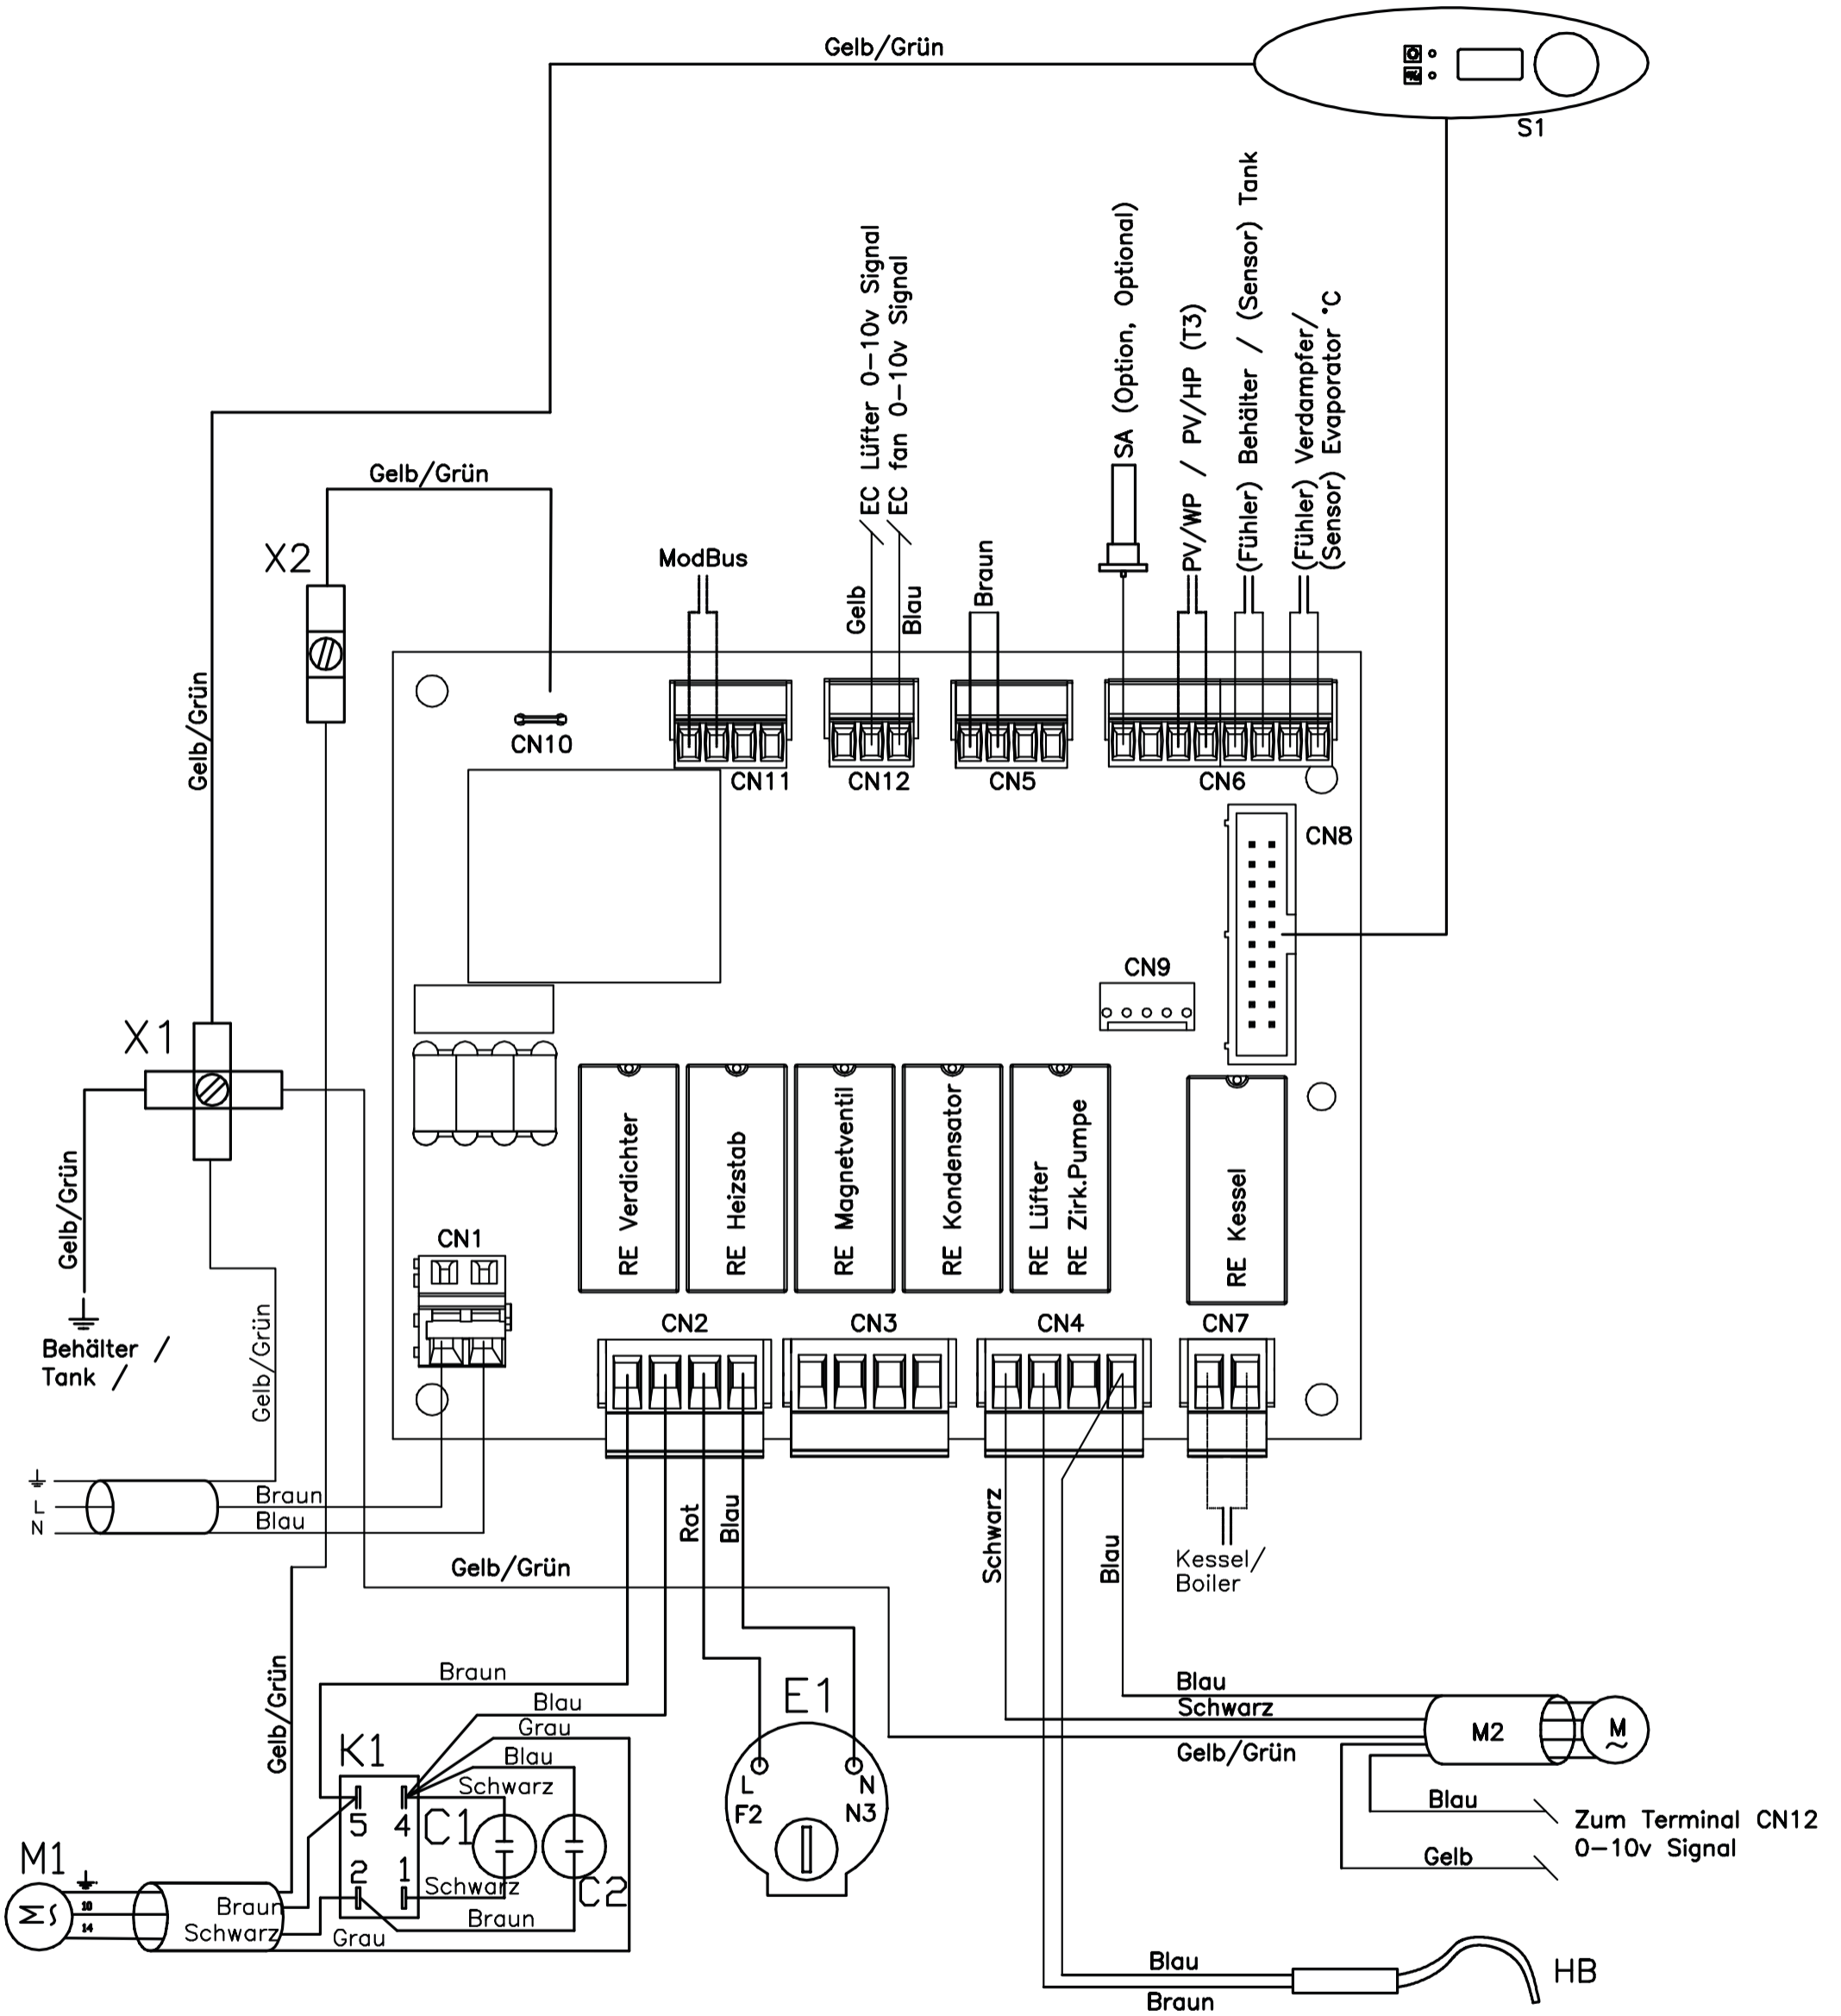 Gelb/Grün
S1
EC Lüfter 0-10v Signal
EC fan 0-10v Signal
SA (Option, Optional)
PV/WP / PV/HP (T3)
(Fühler) Behälter / (Sensor) Tank
(Fühler) Verdampfer/
(Sensor) Evaporator °C
Gelb/Grün
X2
ModBus
Gelb
Blau
Braun
Gelb/Grün
CN10
CN11
CN12
CN5
CN6
CN8
CN9
X1
Gelb/Grün
RE Verdichter
RE Heizstab
RE Magnetventil
RE Kondensator
RE Lüfter
RE Zirk.Pumpe
RE Kessel
CN1
CN2
CN3
CN4
CN7
Behälter /
Tank /
Gelb/Grün
L
N
Braun
Blau
Rot
Blau
Schwarz
Blau
Kessel/
Boiler
Gelb/Grün
Gelb/Grün
Braun
Blau
Grau
Blau
Schwarz
K1
5
4
2
1
C1
C2
Schwarz
Braun
E1
L
N
F2
N3
Blau
Schwarz
Gelb/Grün
M2
M
~
Blau
Gelb
Zum Terminal CN12
0-10v Signal
M1
M
~
10
14
Braun
Schwarz
Grau
Blau
Braun
HB